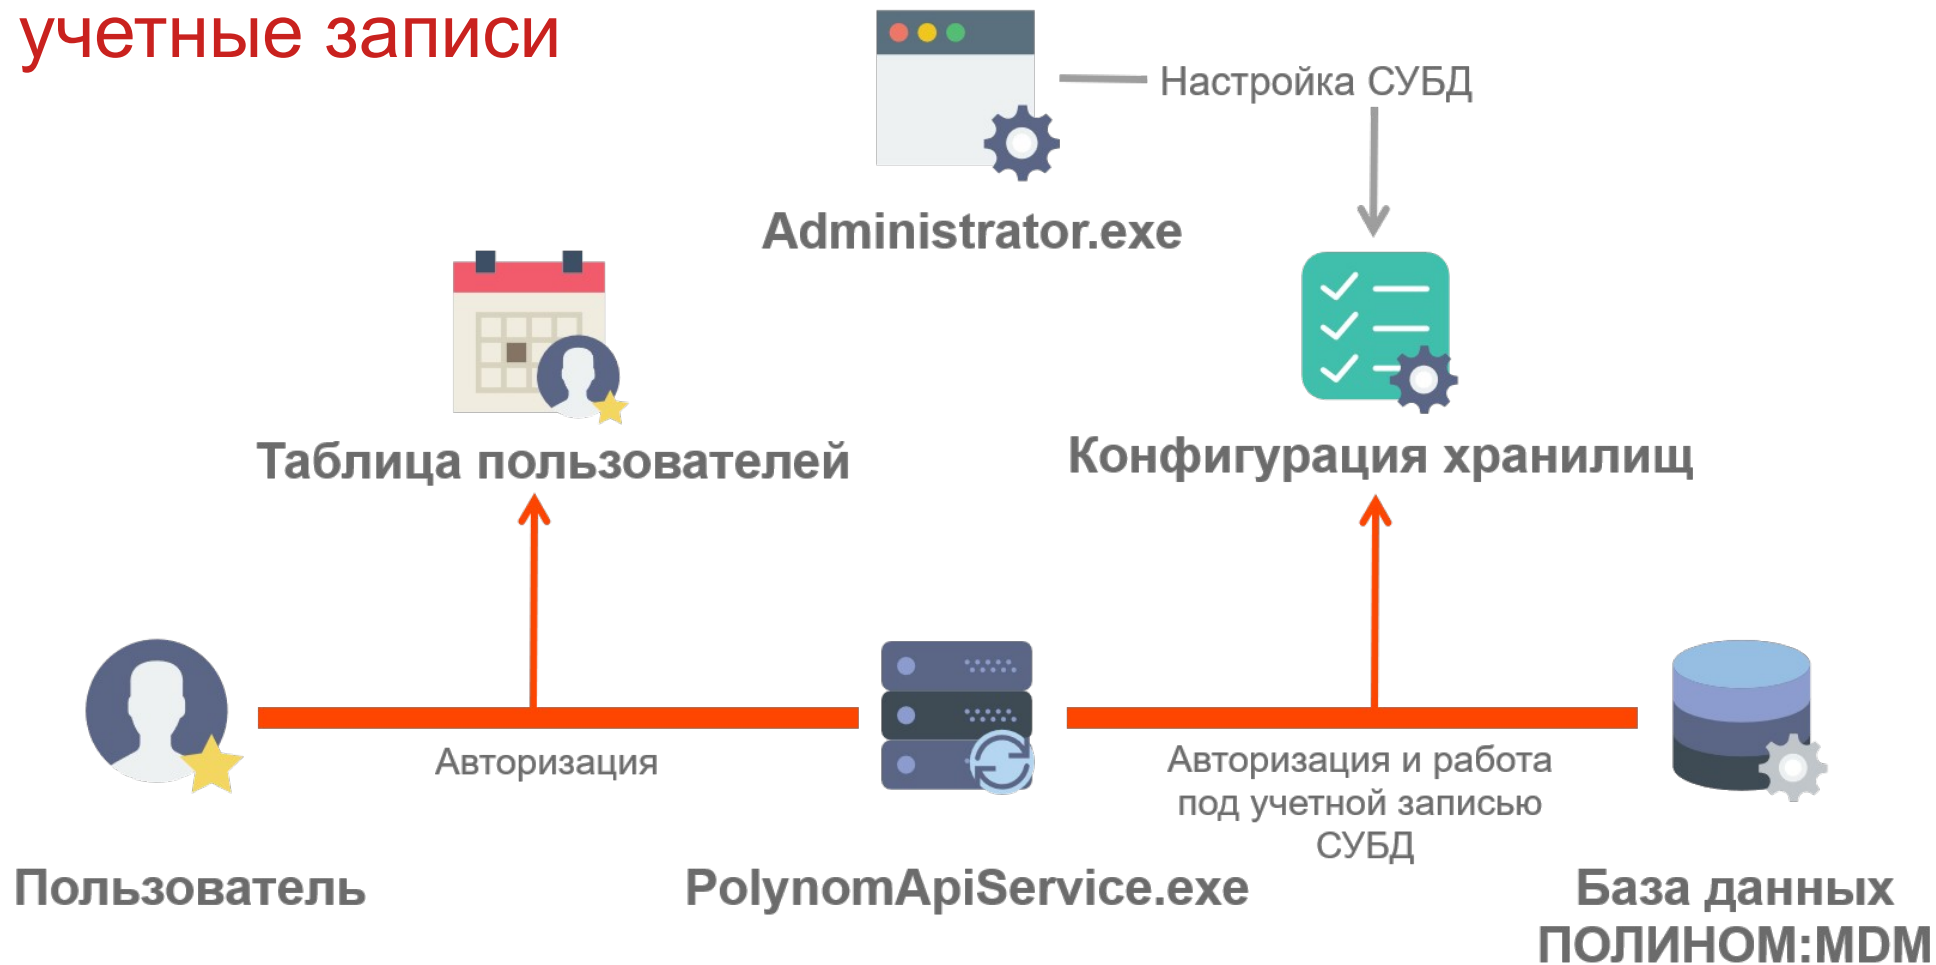 учетные записи
Настройка СУБД
Administrator.exe
Таблица пользователей
Конфигурация хранилищ
Авторизация
Авторизация и работа
под учетной записью
СУБД
Пользователь
PolynomApiService.exe
База данных
ПОЛИНОМ:MDM